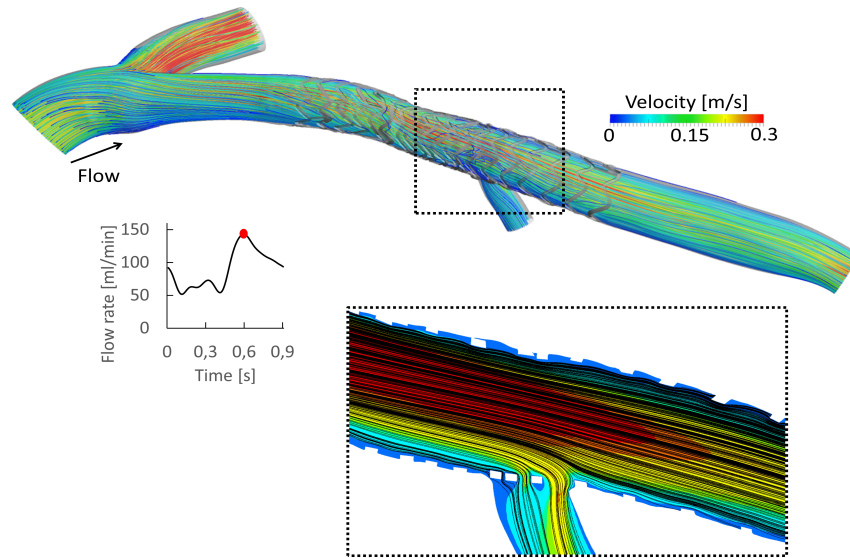 Velocity [m/s]
0 0.15 0.3
Flow
Flow rate [ml/min]
150
100
50
0
0 0,3 0,6 0,9
Time [s]